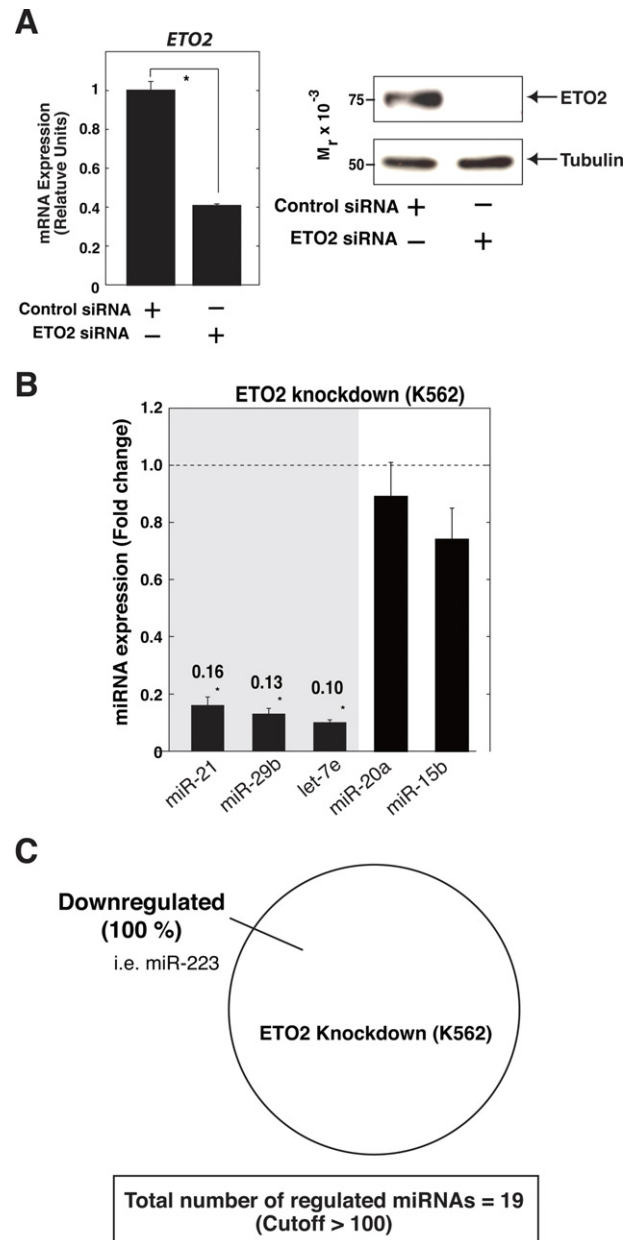 A
ETO2
mRNA Expression
(Relatuve Units)
1
0.8
0.6
0.4
0.2
0
*
Control siRNA + −
ETO2 siRNA − +
Mr x 10-3
75
50
ETO2
Tubulin
Control siRNA + −
ETO2 siRNA − +
B
ETO2 knockdown (K562)
miRNA expression (Fold change)
1.2
1.0
0.8
0.6
0.4
0.2
0
0.16 *
0.13 *
0.10 *
miR-21 miR-29b let-7e miR-20a miR-15b
C
Downregulated
(100 %)
i.e. miR-223
ETO2 Knockdown (K562)
Total number of regulated miRNAs = 19
(Cutoff > 100)